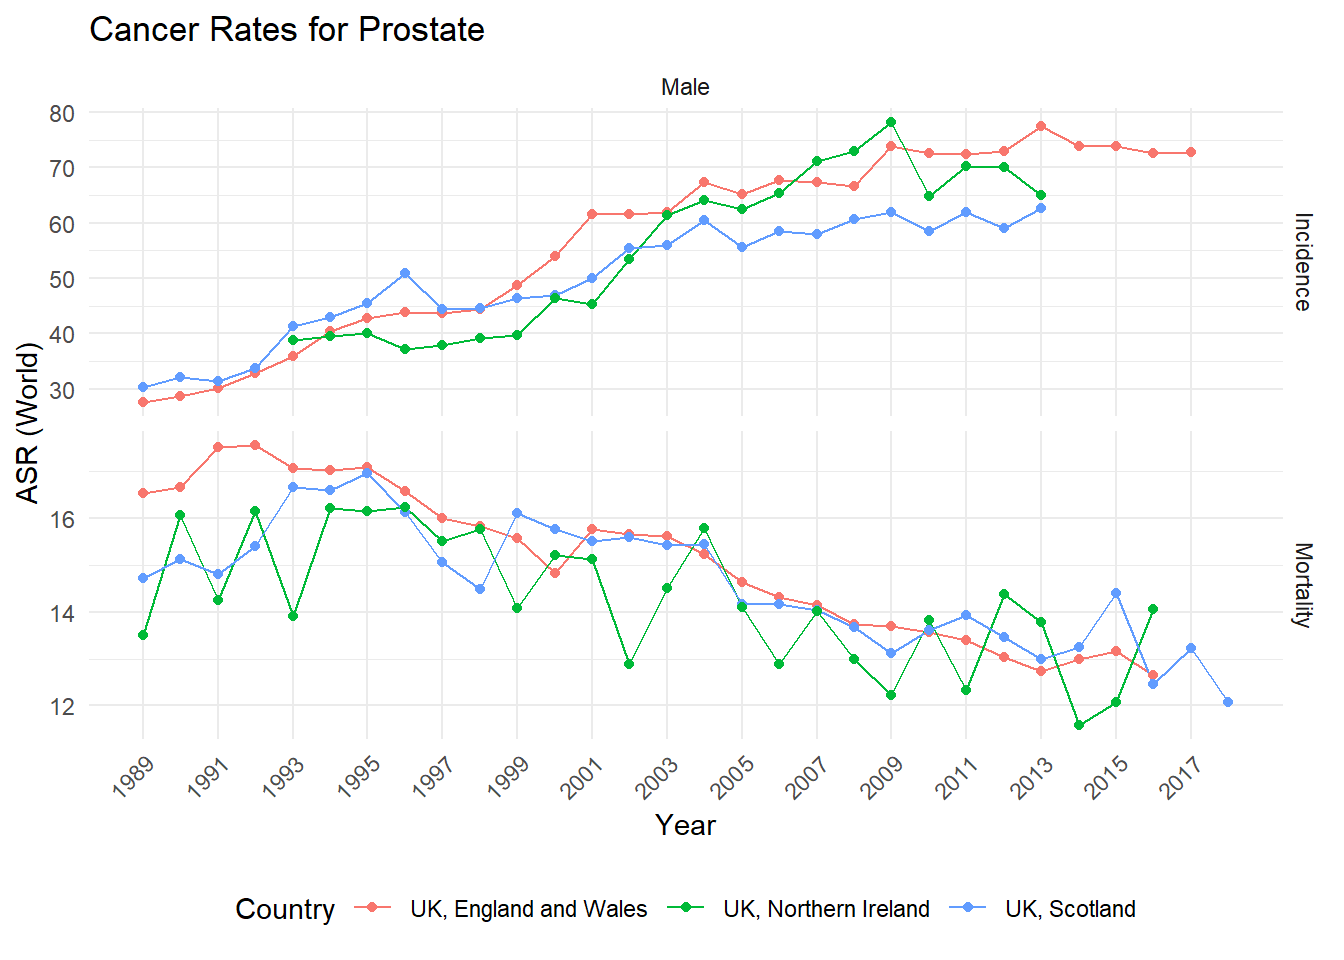 Cancer Rates for Prostate
Male
80
70
60
50
40
30
Incidence
ASR (World)
16
14
12
Mortality
1989 1991 1993 1995 1997 1999 2001 2003 2005 2007 2009 2011 2013 2015 2017
Year
Country UK, England and Wales UK, Northern Ireland UK, Scotland